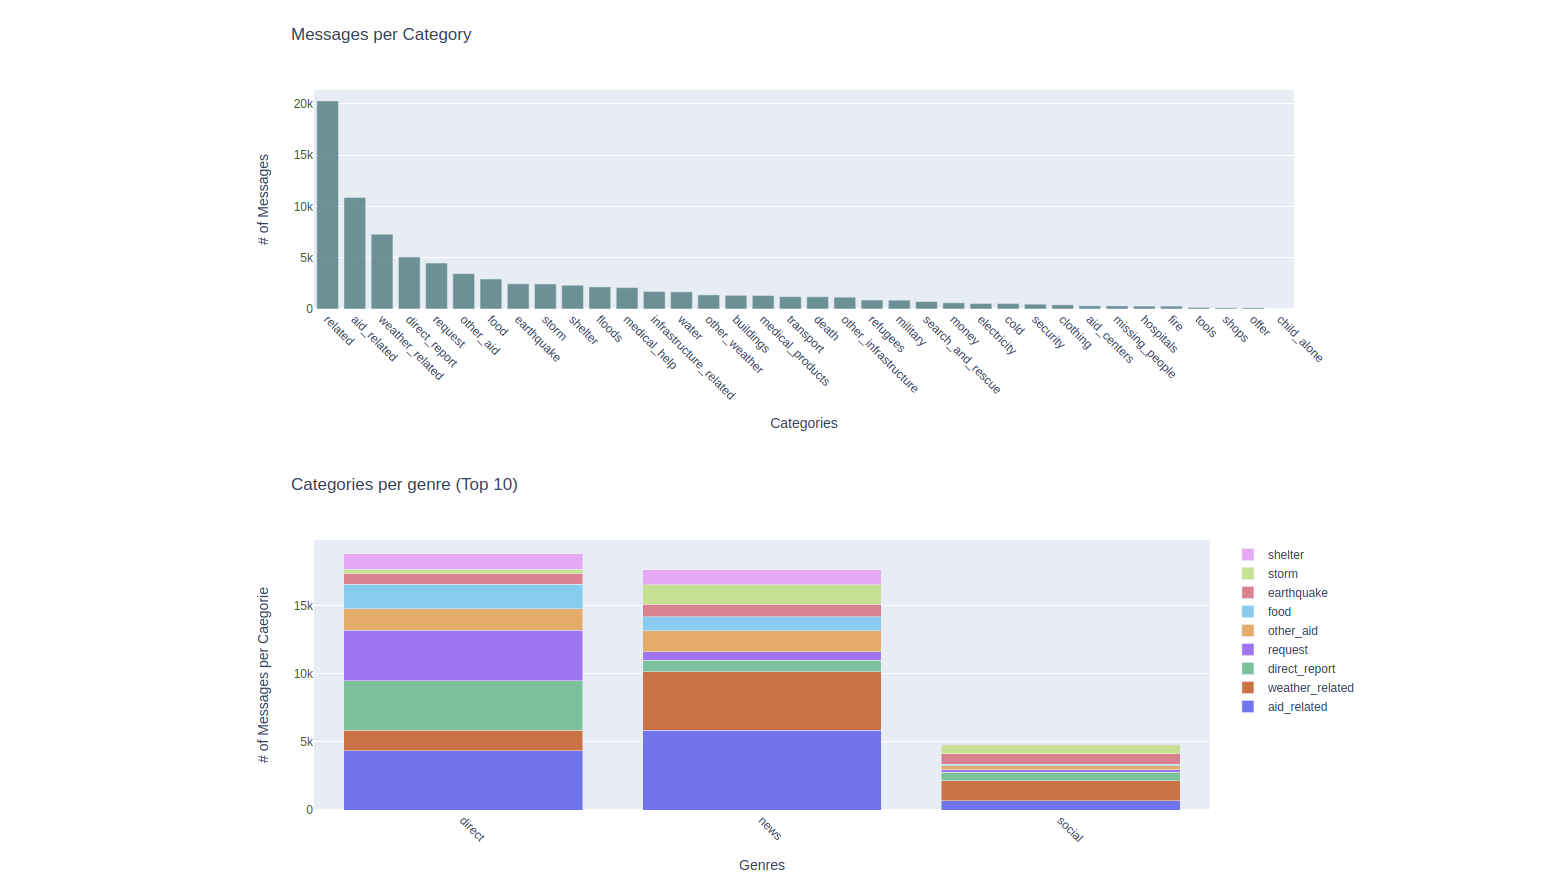 Messages per Category
20k
15k
10k
5k
0
# of Messages
related
aid_related
weather_related
direct_report
request
other_aid
food
earthquake
storm
shelter
floods
medical_help
infrastructure_related
water
other_weather
buildings
medical_products
transport
death
other_infrastructure
refugees
military
search_and_rescue
money
electricity
cold
security
clothing
aid_centers
missing_people
hospitals
fire
tools
shops
offer
child_alone
Categories
Categories per genre (Top 10)
15k
10k
5k
0
# of Messages per Caegorie
direct
news
social
Genres
shelter
storm
earthquake
food
other_aid
request
direct_report
weather_related
aid_related